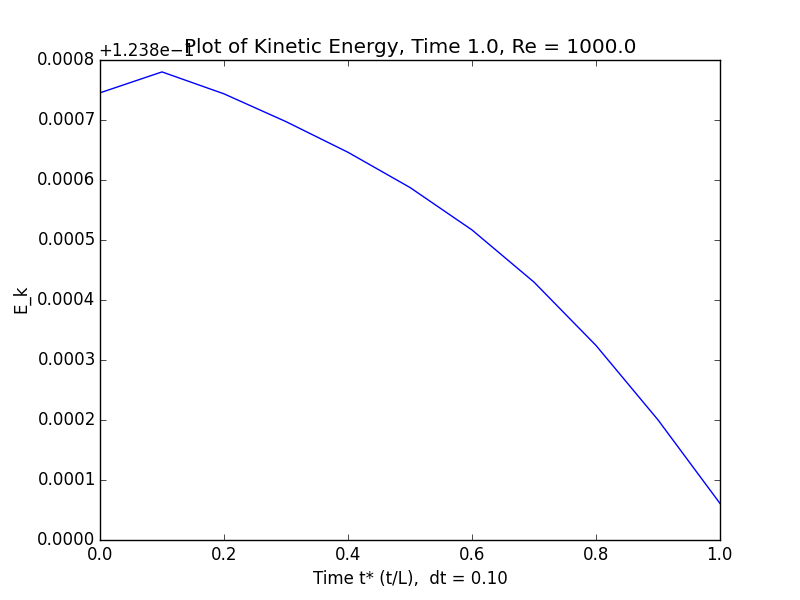 +1.238e−1
Plot of Kinetic Energy, Time 1.0, Re = 1000.0
0.0008
0.0007
0.0006
0.0005
0.0004
0.0003
0.0002
0.0001
0.0000
E_k
0.0 0.2 0.4 0.6 0.8 1.0
Time t* (t/L),  dt = 0.10